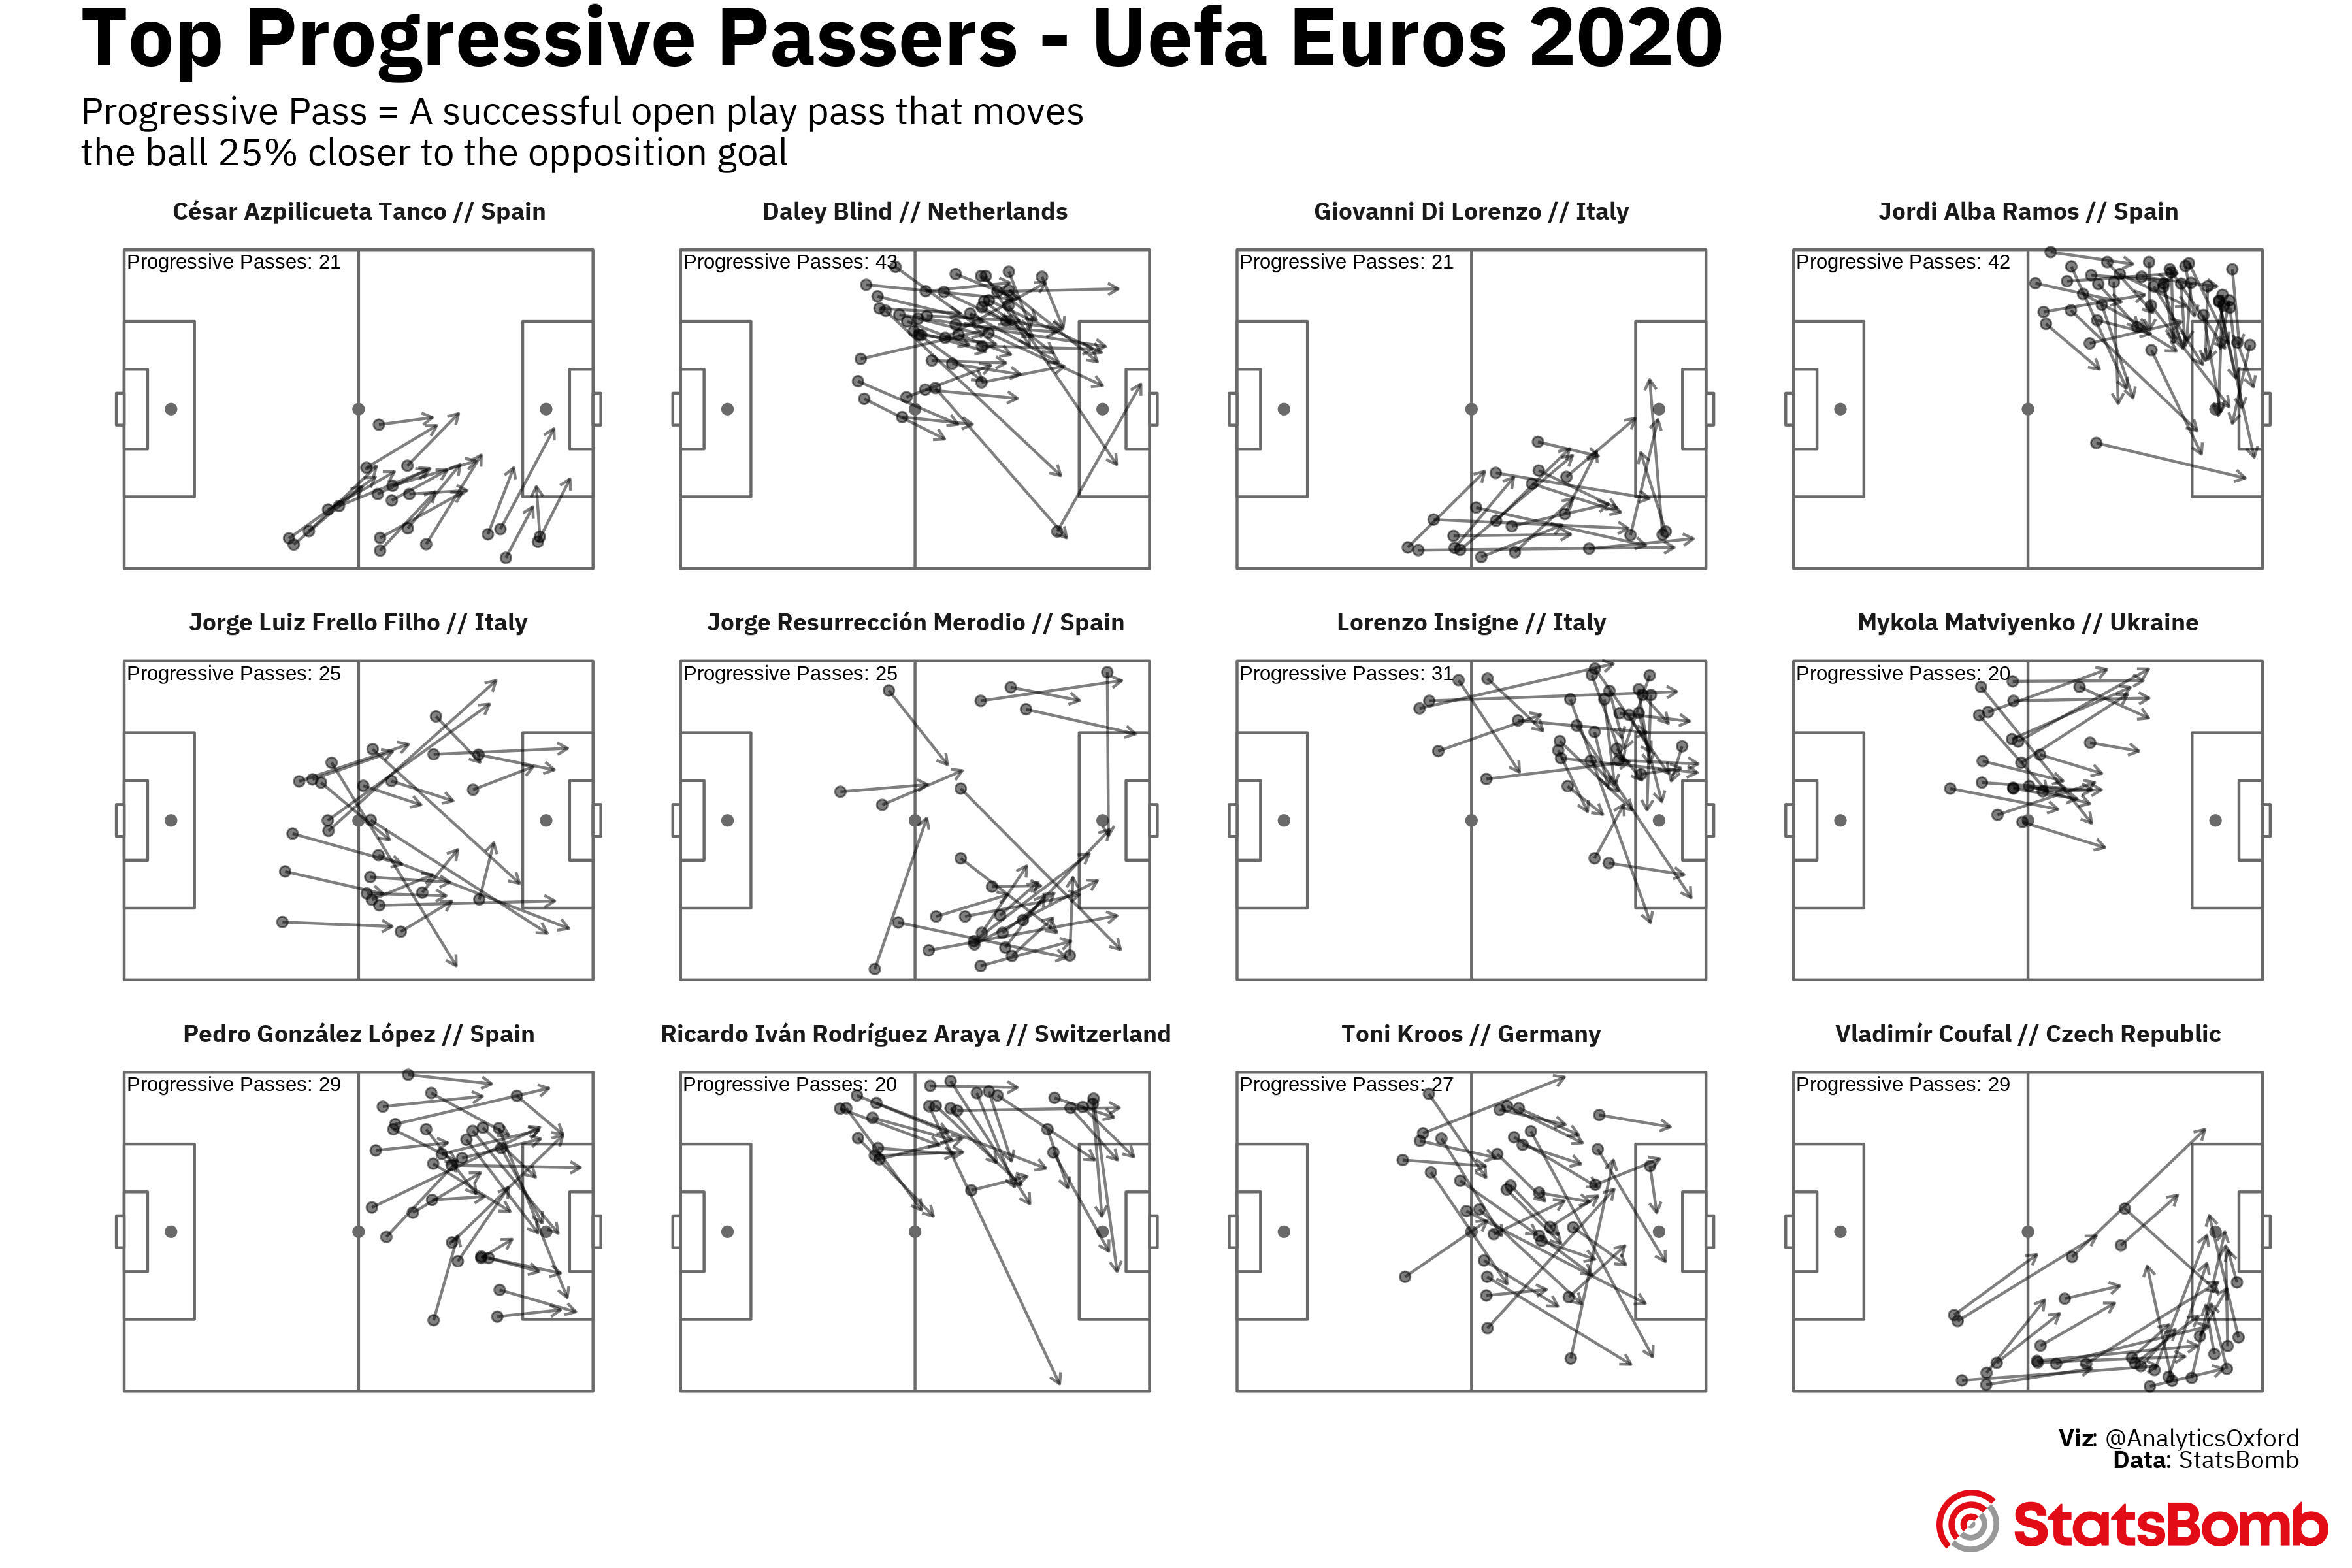 Top Progressive Passers - Uefa Euros 2020
Progressive Pass = A successful open play pass that moves
the ball 25% closer to the opposition goal
César Azpilicueta Tanco // Spain
Progressive Passes: 21
Daley Blind // Netherlands
Progressive Passes: 43
Giovanni Di Lorenzo // Italy
Progressive Passes: 21
Jordi Alba Ramos // Spain
Progressive Passes: 42
Jorge Luiz Frello Filho // Italy
Progressive Passes: 25
Jorge Resurrección Merodio // Spain
Progressive Passes: 25
Lorenzo Insigne // Italy
Progressive Passes: 31
Mykola Matviyenko // Ukraine
Progressive Passes: 20
Pedro González López // Spain
Progressive Passes: 29
Ricardo Iván Rodríguez Araya // Switzerland
Progressive Passes: 20
Toni Kroos // Germany
Progressive Passes: 27
Vladimír Coufal // Czech Republic
Progressive Passes: 29
Viz: @AnalyticsOxford
Data: StatsBomb
StatsBomb